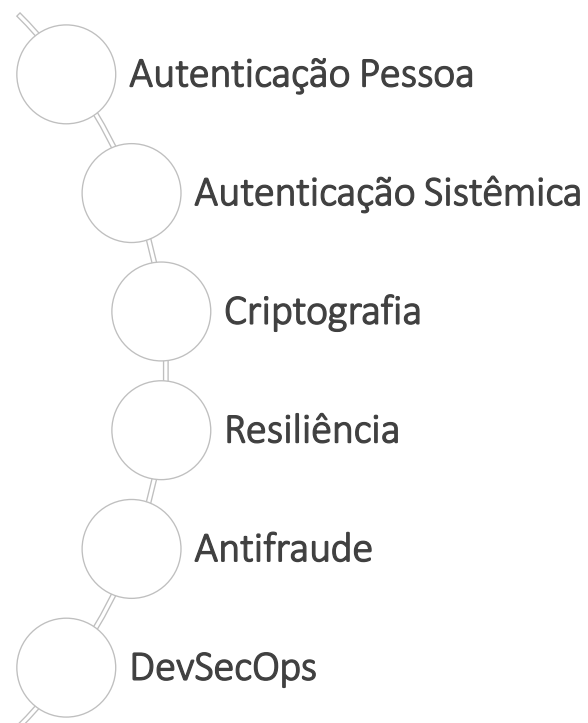 Autenticação Pessoa
Autenticação Sistêmica
Criptografia
Resiliência
Antifraude
DevSecOps